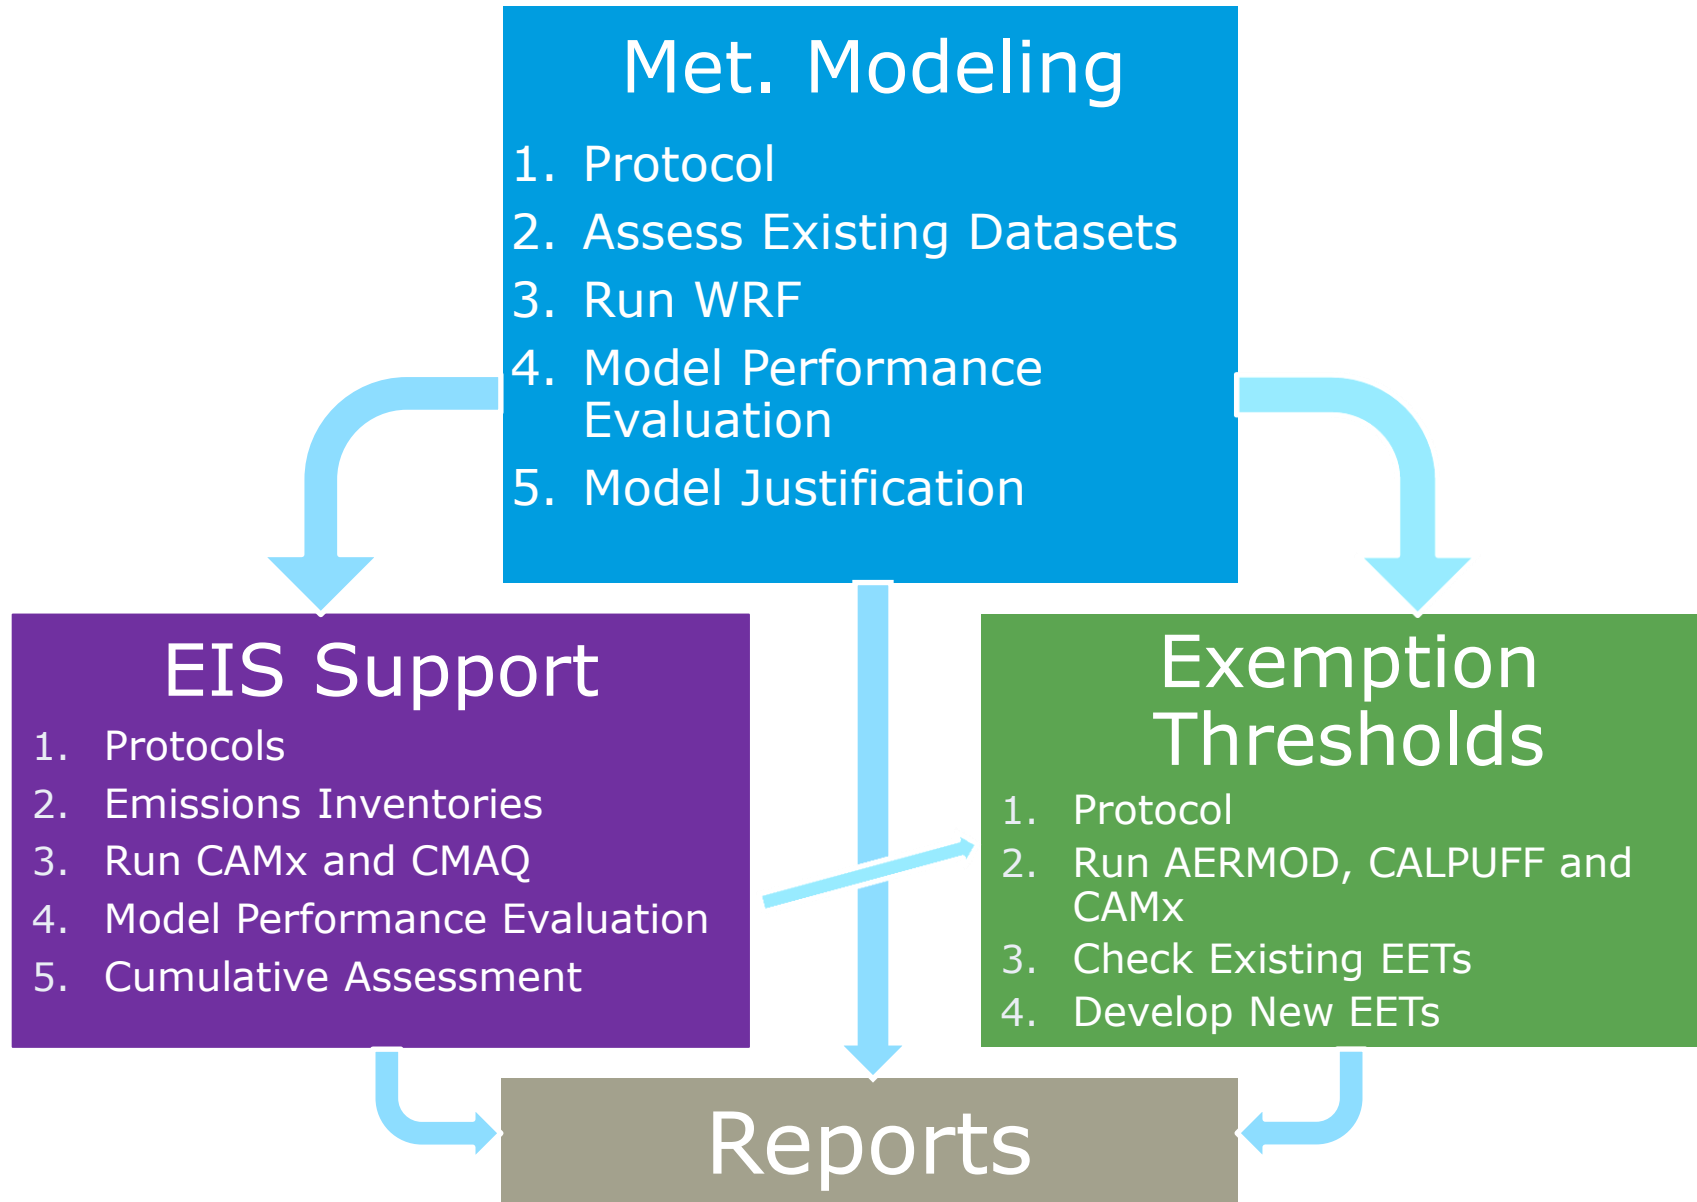 Met. Modeling
1. Protocol
2. Assess Existing Datasets
3. Run WRF
4. Model Performance
Evaluation
5. Model Justification
EIS Support
1. Protocols
2. Emissions Inventories
3. Run CAMx and CMAQ
4. Model Performance Evaluation
5. Cumulative Assessment
Exemption
Thresholds
1. Protocol
2. Run AERMOD, CALPUFF and
CAMx
3. Check Existing EETs
4. Develop New EETs
Reports